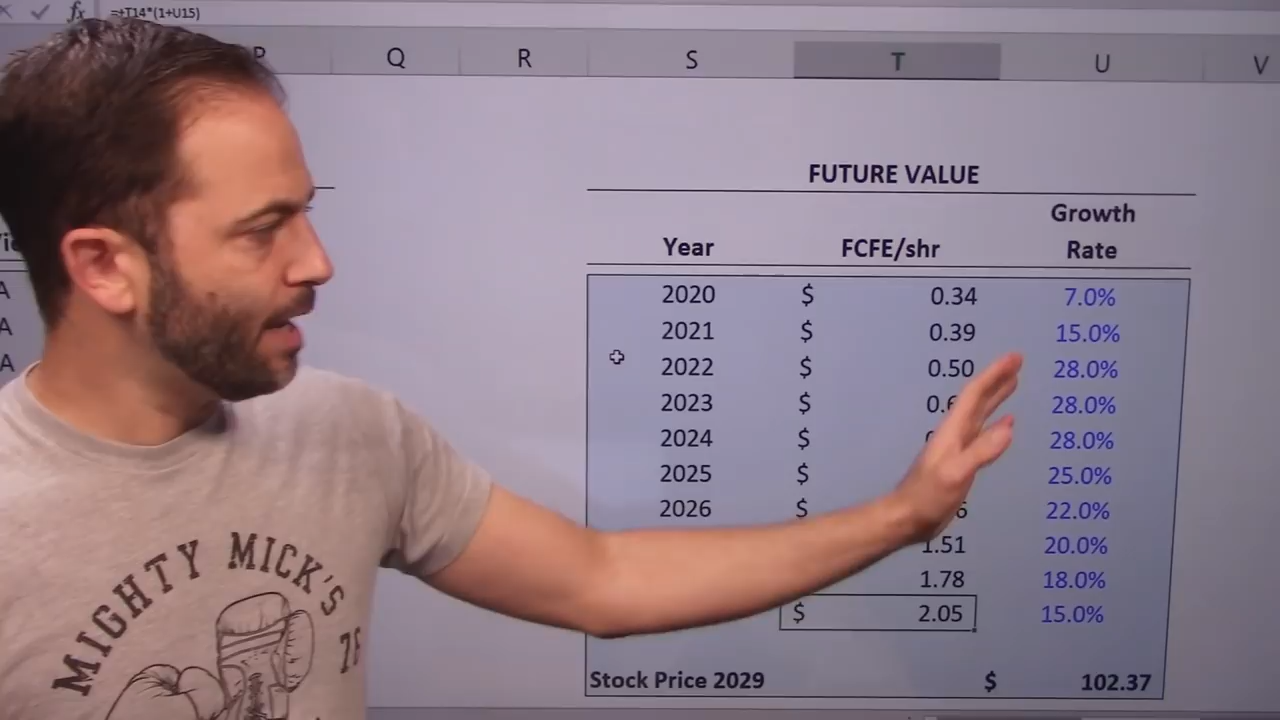 fx =+T14*(1+U15)
P Q R S T U V
FUTURE VALUE
Growth
Year FCFE/shr Rate
2020 $ 0.34 7.0%
2021 $ 0.39 15.0%
2022 $ 0.50 28.0%
2023 $ 28.0%
2024 $ 28.0%
2025 $ 25.0%
2026 $ 22.0%
1.51 20.0%
1.78 18.0%
$ 2.05 15.0%
Stock Price 2029 $ 102.37
A
A
A
MIGHTY MICK'S